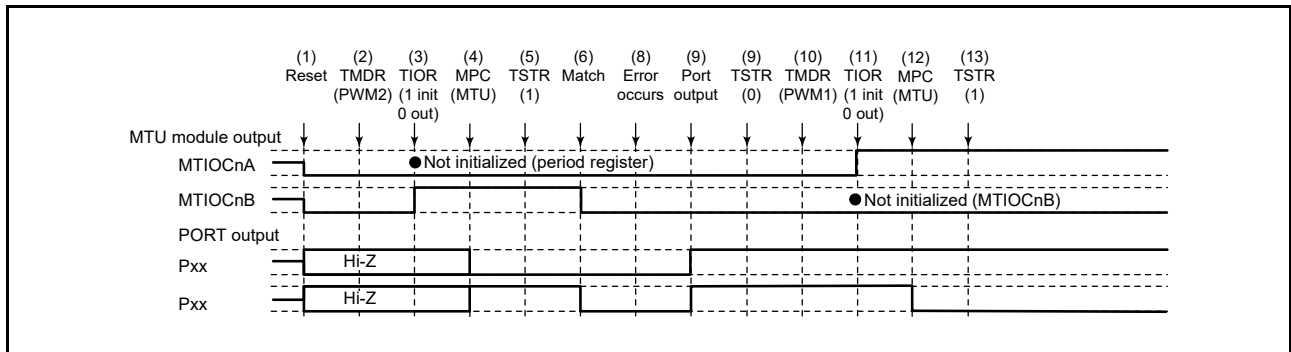 (1) (2) (3) (4) (5) (6) (8) (9) (9) (10) (11) (12) (13)
Reset TMDR TIOR MPC TSTR Match Error Port TSTR TMDR TIOR MPC TSTR
(PWM2) (1 init (MTU) (1) occurs output (0) (PWM1) (1 init (MTU) (1)
0 out) 0 out)
MTU module output
MTIOCnA ●Not initialized (period register)
MTIOCnB ●Not initialized (MTIOCnB)
PORT output
Pxx Hi-Z
Pxx Hi-Z